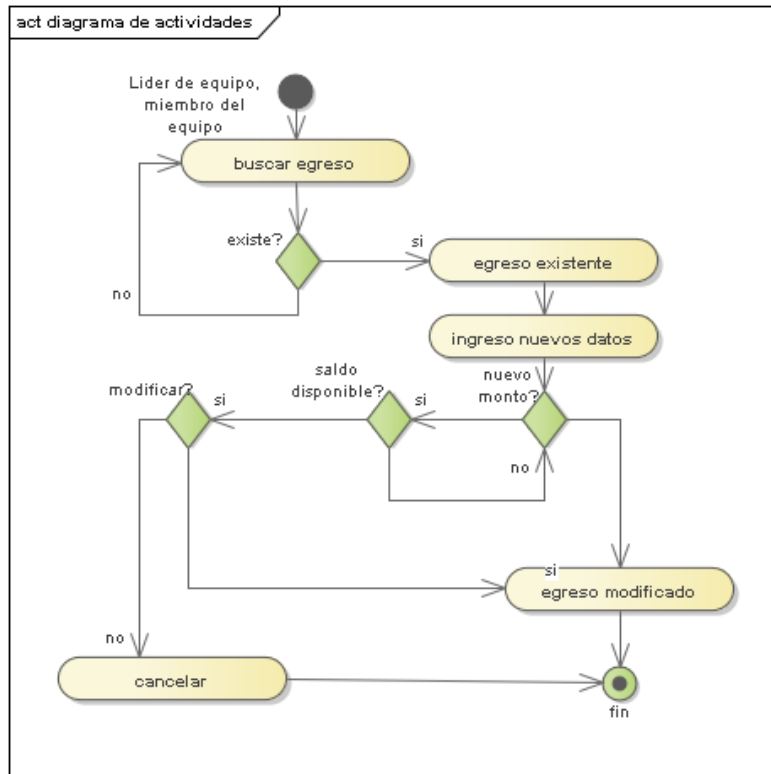 act diagrama de actividades
Lider de equipo,
miembro del
equipo
buscar egreso
existe?
si
no
egreso existente
ingreso nuevos datos
nuevo
monto?
saldo
disponible?
si
modificar?
si
no
si
egreso modificado
no
cancelar
fin